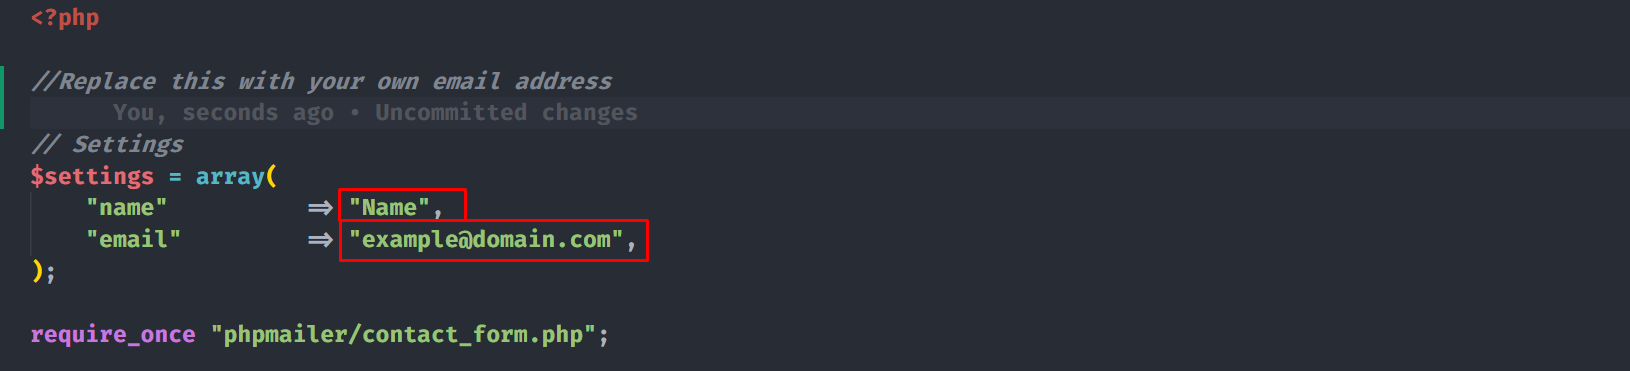 <?php
//Replace this with your own email address
You, seconds ago • Uncommitted changes
// Settings
$settings = array(
    "name"          => "Name",
    "email"         => "example@domain.com",
);
require_once "phpmailer/contact_form.php";